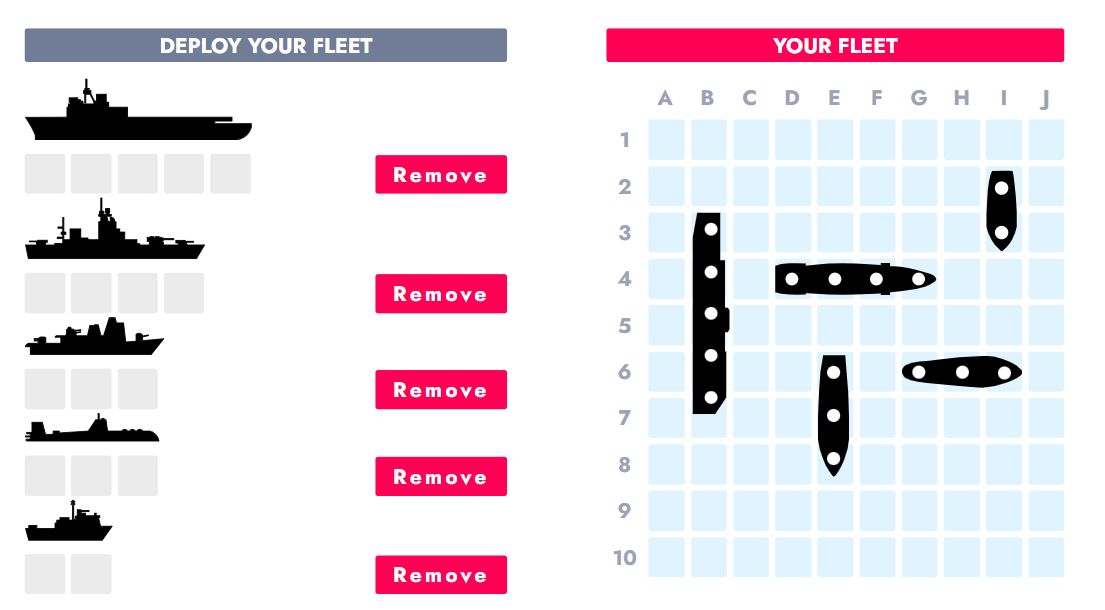 DEPLOY YOUR FLEET
Remove
Remove
Remove
Remove
Remove
YOUR FLEET
A B C D E F G H I J
1
2
3
4
5
6
7
8
9
10